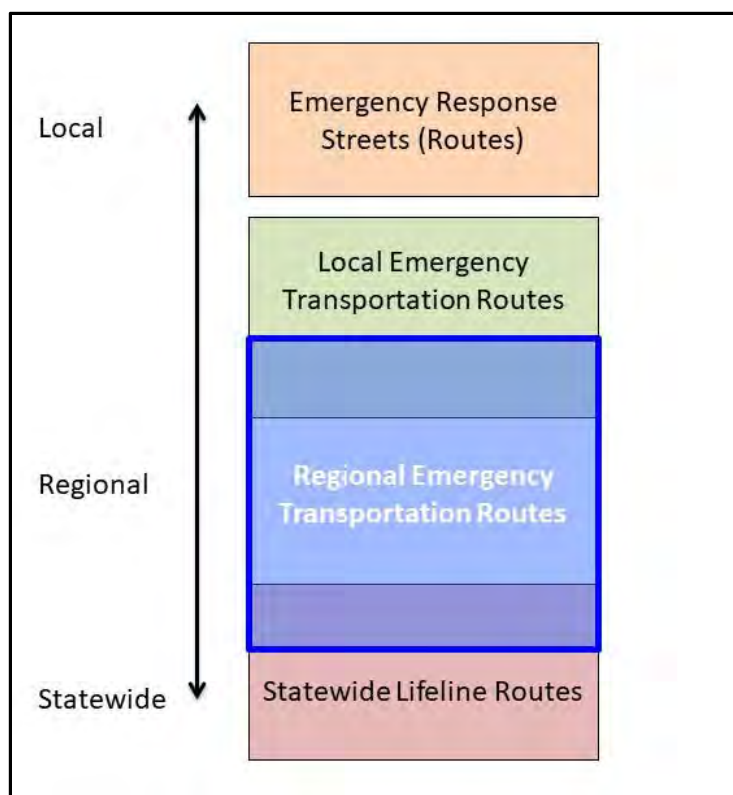 Local
Emergency Response
Streets (Routes)
Local Emergency
Transportation Routes
Regional
Regional Emergency
Transportation Routes
Statewide
Statewide Lifeline Routes